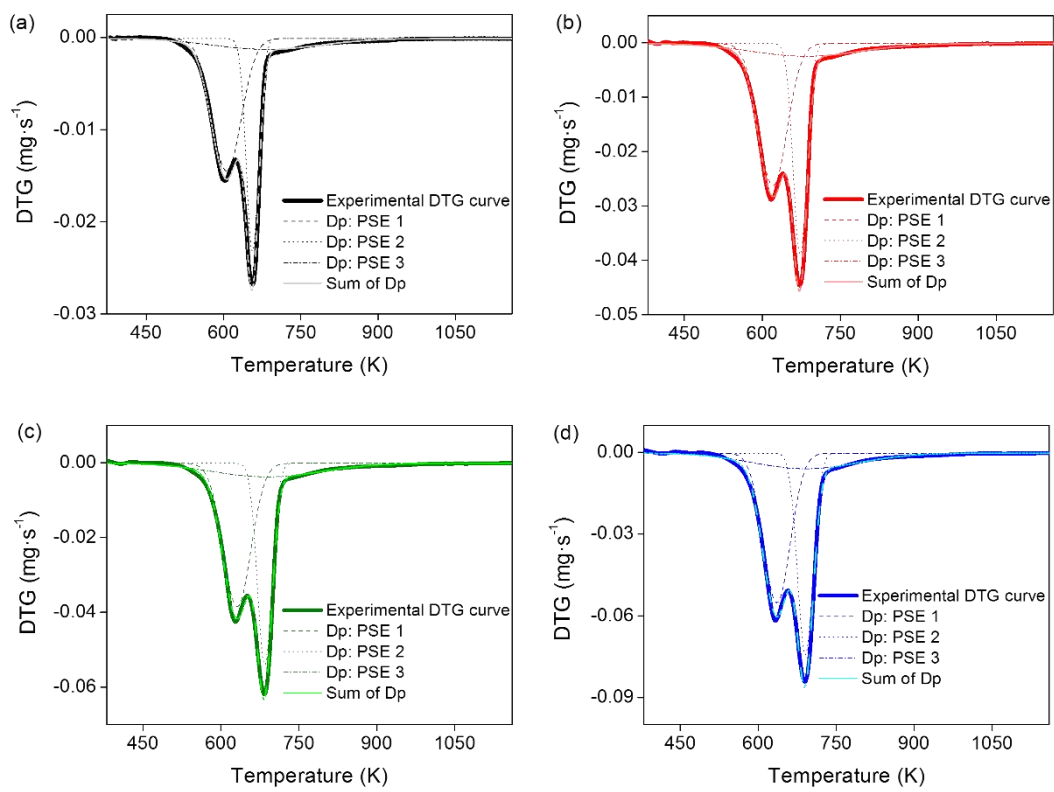 (a)
0.00
-0.01
-0.02
-0.03
DTG (mg·s⁻¹)
Experimental DTG curve
Dp: PSE 1
Dp: PSE 2
Dp: PSE 3
Sum of Dp
450 600 750 900 1050
Temperature (K)
(b)
0.00
-0.01
-0.02
-0.03
-0.04
-0.05
DTG (mg·s⁻¹)
Experimental DTG curve
Dp: PSE 1
Dp: PSE 2
Dp: PSE 3
Sum of Dp
450 600 750 900 1050
Temperature (K)
(c)
0.00
-0.02
-0.04
-0.06
DTG (mg·s⁻¹)
Experimental DTG curve
Dp: PSE 1
Dp: PSE 2
Dp: PSE 3
Sum of Dp
450 600 750 900 1050
Temperature (K)
(d)
0.00
-0.03
-0.06
-0.09
DTG (mg·s⁻¹)
Experimental DTG curve
Dp: PSE 1
Dp: PSE 2
Dp: PSE 3
Sum of Dp
450 600 750 900 1050
Temperature (K)